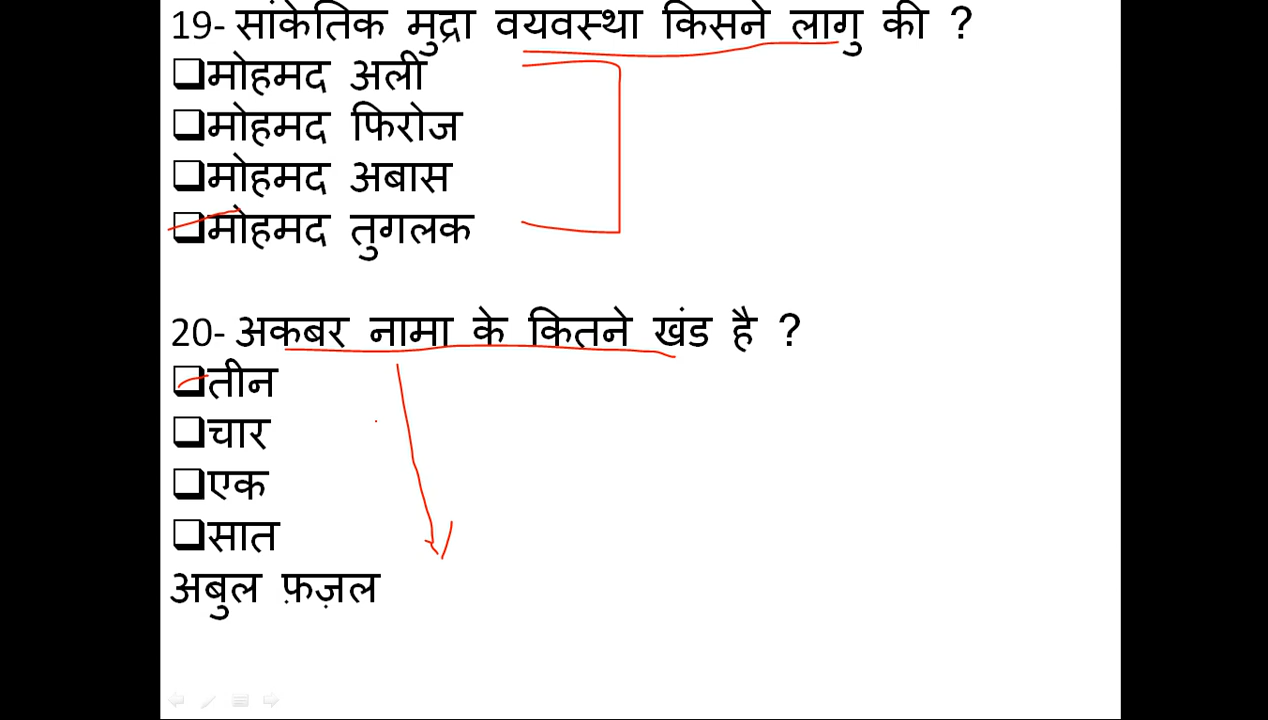 19- सांकेतिक मुद्रा वयवस्था किसने लागु की ?
मोहमद अली
मोहमद फिरोज
मोहमद अबास
मोहमद तुगलक
20- अकबर नामा के कितने खंड है ?
तीन
चार
एक
सात
अबुल फ़ज़ल